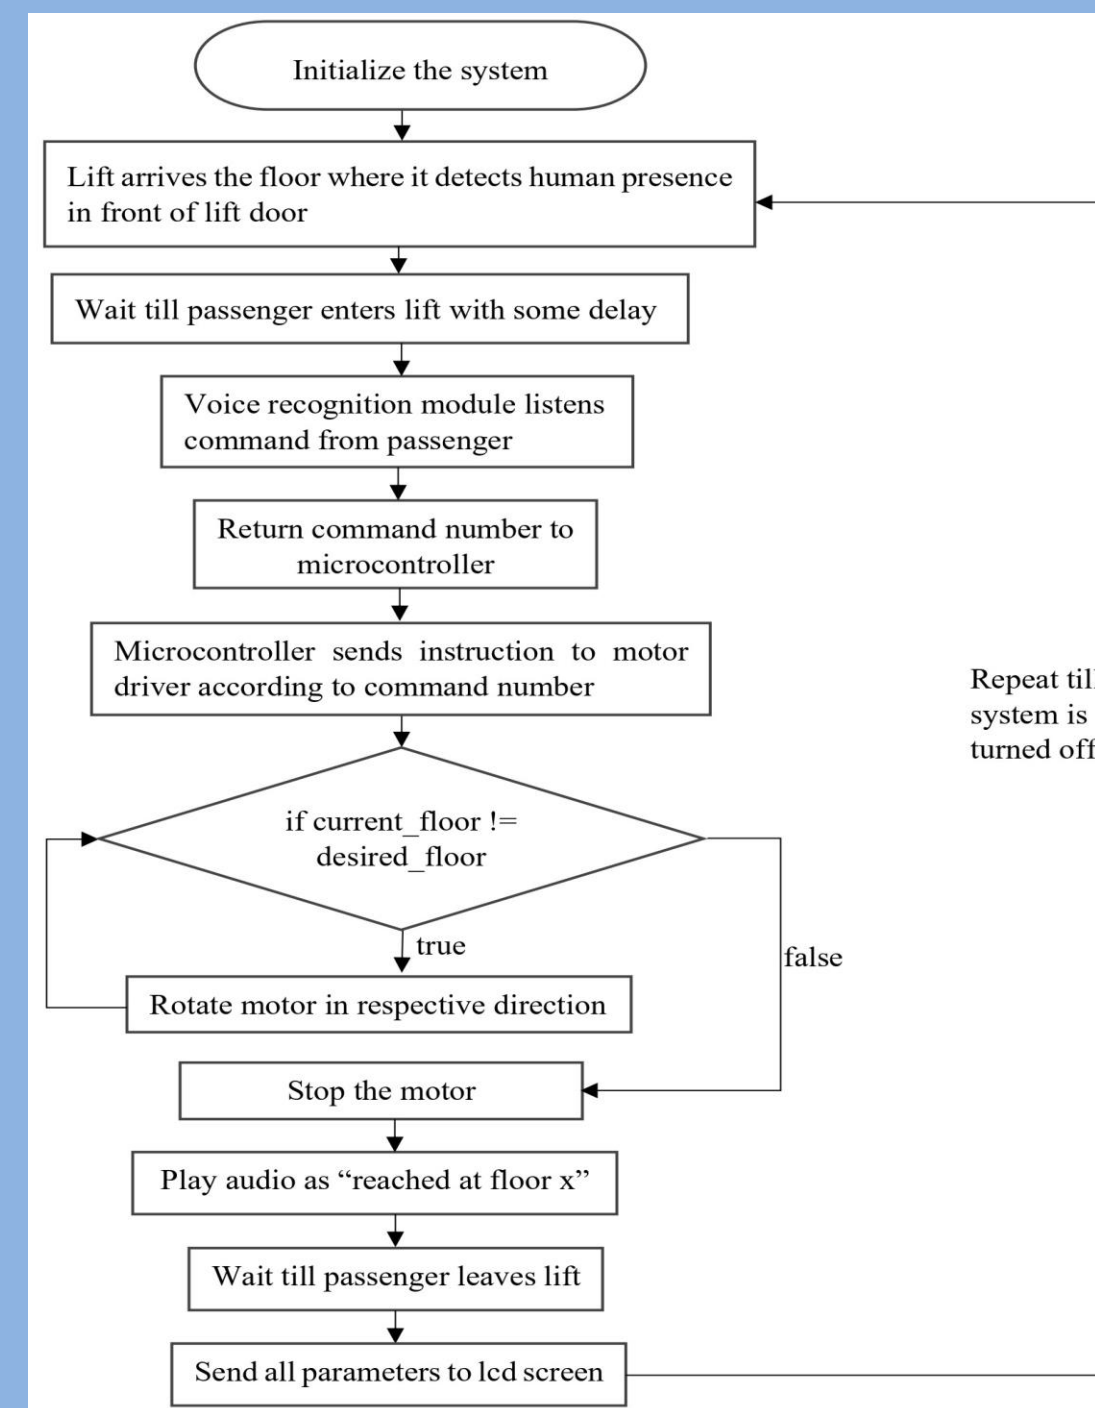 Initialize the system
Lift arrives the floor where it detects human presence
in front of lift door
Wait till passenger enters lift with some delay
Voice recognition module listens
command from passenger
Return command number to
microcontroller
Microcontroller sends instruction to motor
driver according to command number
Repeat till
system is
turned off
if current_floor !=
desired_floor
true
false
Rotate motor in respective direction
Stop the motor
Play audio as “reached at floor x”
Wait till passenger leaves lift
Send all parameters to lcd screen